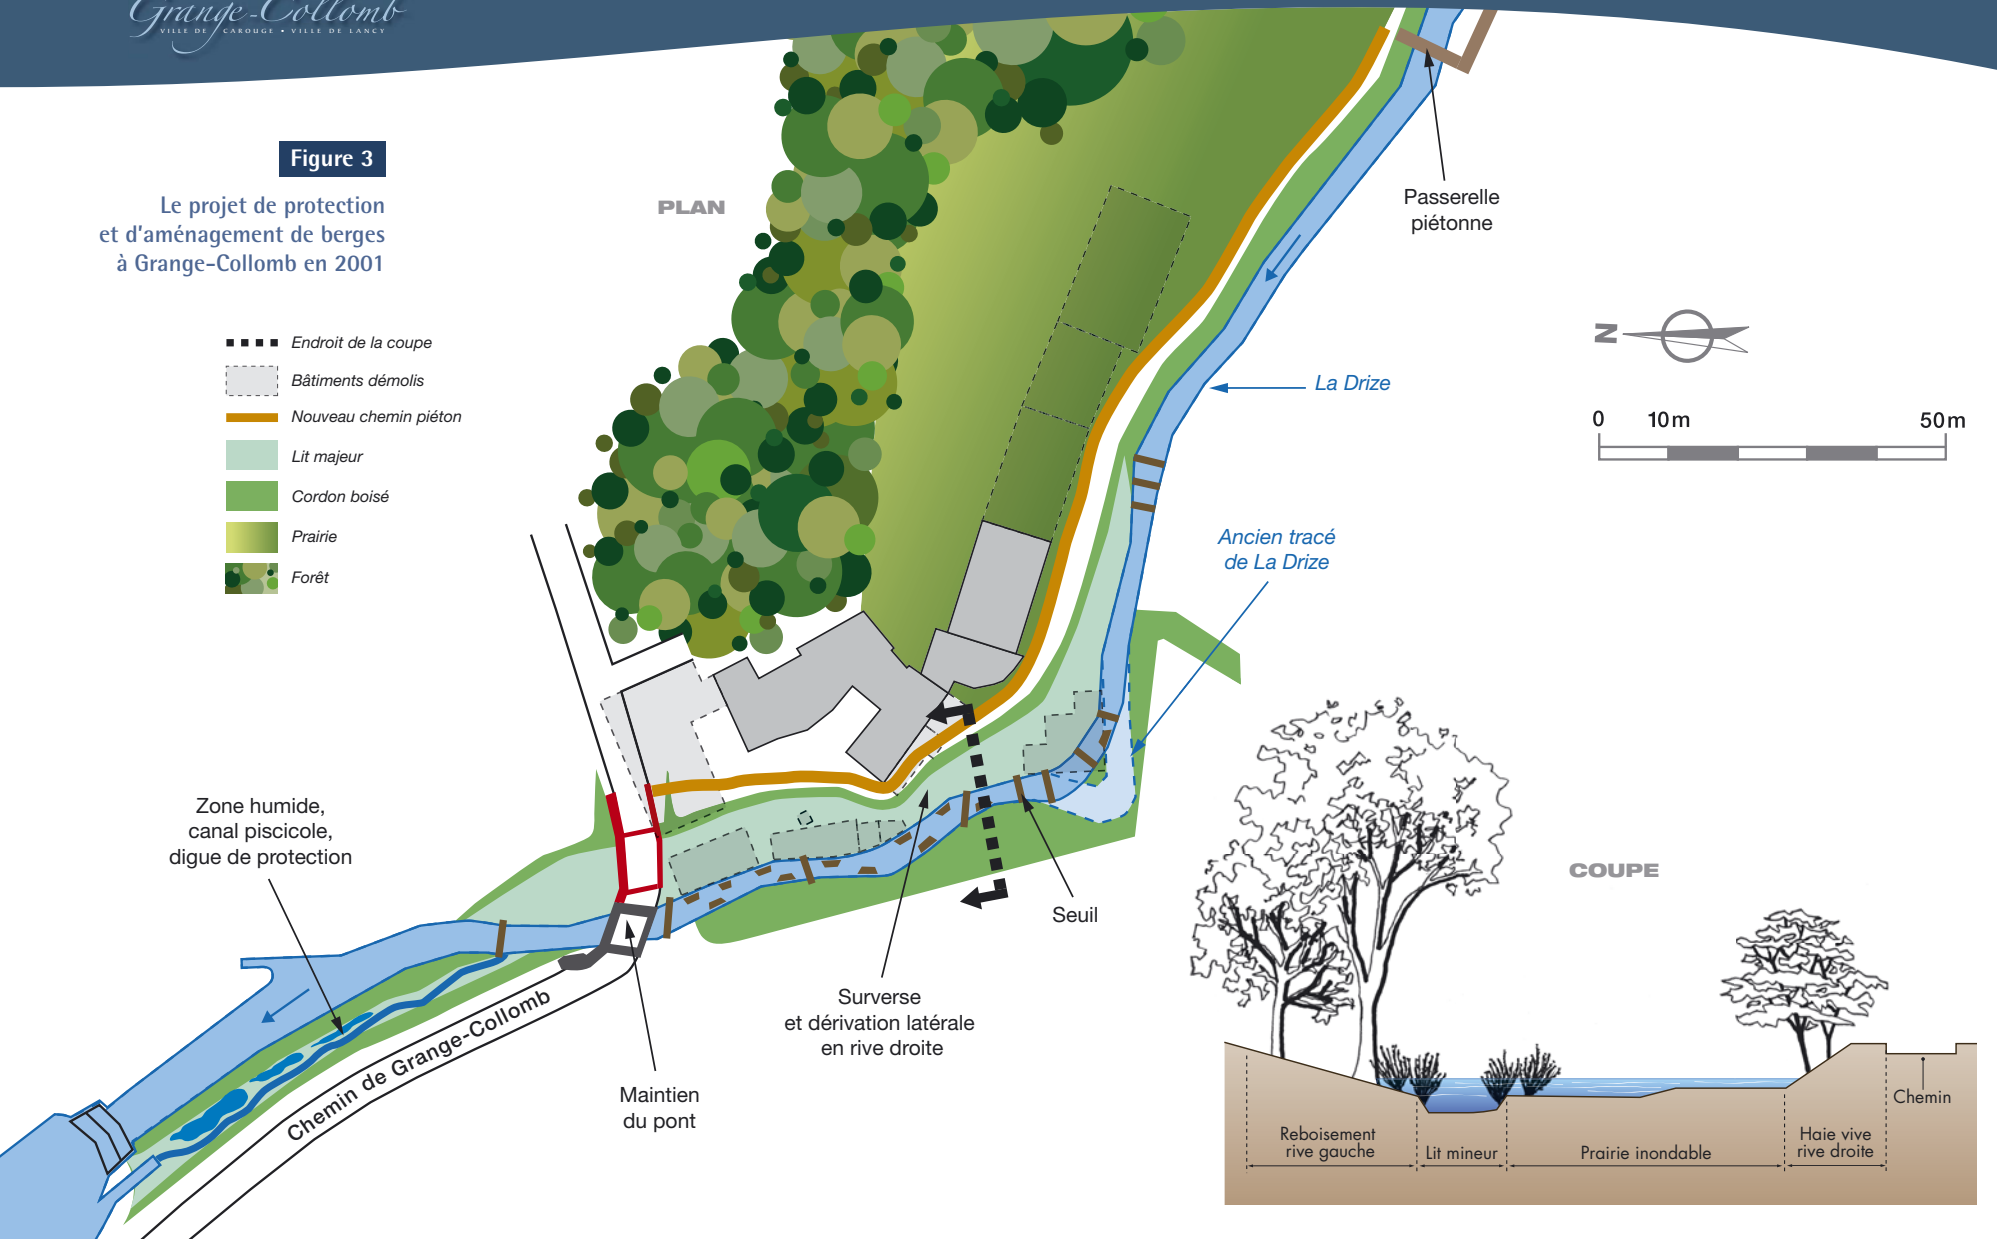 Grange-Collomb
VILLE DE CAROUGE • VILLE DE LANCY
Figure 3
Le projet de protection
et d'aménagement de berges
à Grange-Collomb en 2001
Endroit de la coupe
Bâtiments démolis
Nouveau chemin piéton
Lit majeur
Cordon boisé
Prairie
Forêt
PLAN
Passerelle
piétonne
N
La Drize
0 10m 50m
Ancien tracé
de La Drize
Zone humide,
canal piscicole,
digue de protection
Seuil
Surverse
et dérivation latérale
en rive droite
Chemin de Grange-Collomb
Maintien
du pont
COUPE
Chemin
Reboisement
rive gauche
Lit mineur
Prairie inondable
Haie vive
rive droite